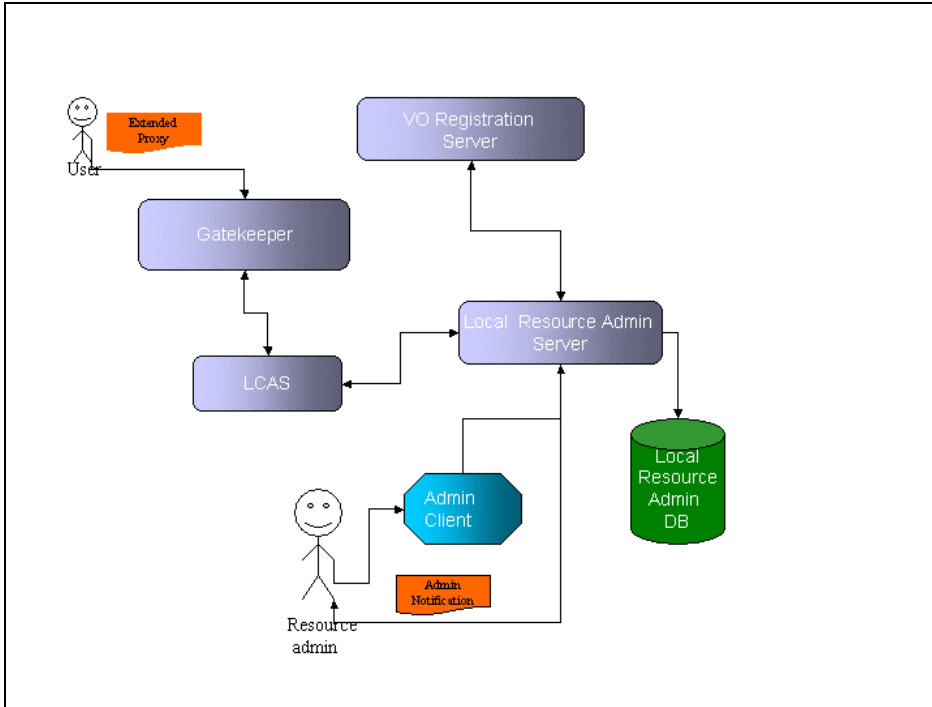 Extended
Proxy
User
VO Registration
Server
Gatekeeper
Local Resource Admin
Server
LCAS
Local
Resource
Admin
DB
Admin
Client
Admin
Notification
Resource
admin